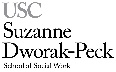 USC
Suzanne
Dworak-Peck
School of Social Work